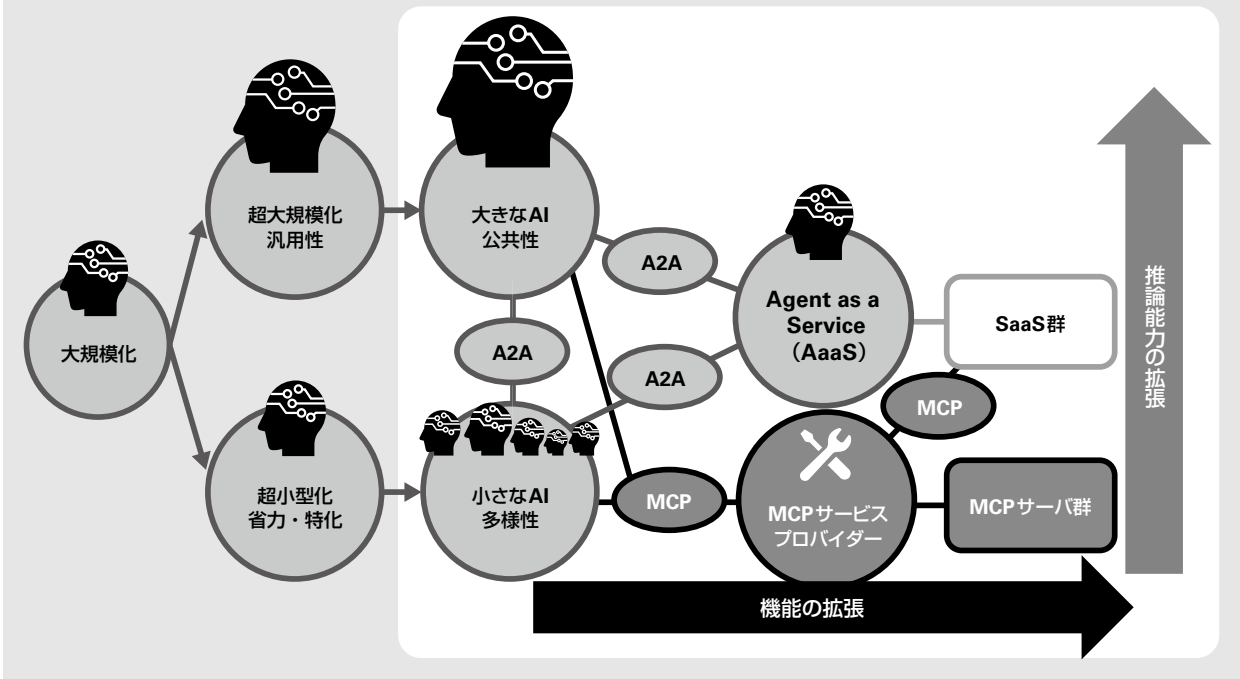 大規模化
超大規模化
汎用性
超小型化
省力・特化
大きなAI
公共性
A2A
小さなAI
多様性
A2A
A2A
MCP
Agent as a
Service
（AaaS）
MCPサービス
プロバイダー
SaaS群
MCP
MCPサーバ群
機能の拡張
推論能力の拡張